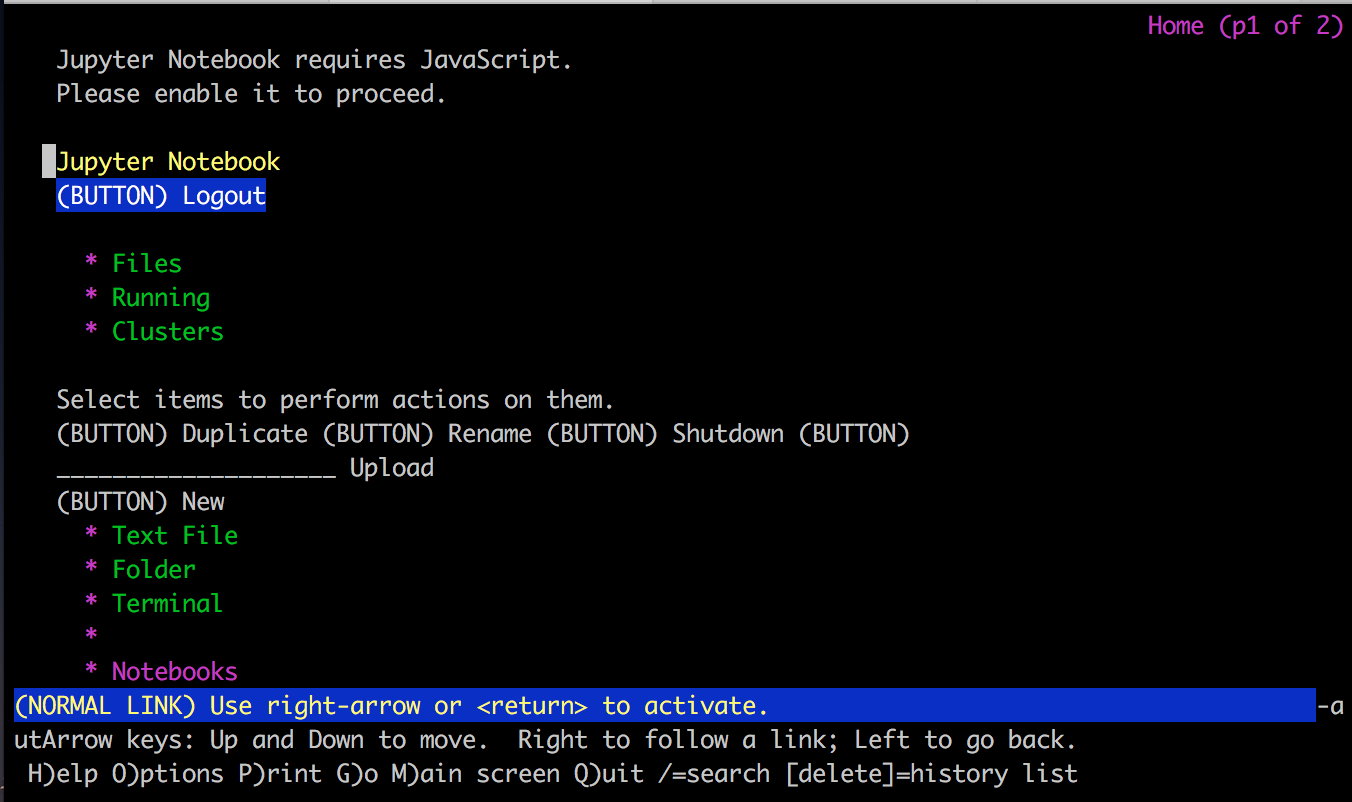 Home (p1 of 2)
Jupyter Notebook requires JavaScript.
Please enable it to proceed.
Jupyter Notebook
(BUTTON) Logout
* Files
* Running
* Clusters
Select items to perform actions on them.
(BUTTON) Duplicate (BUTTON) Rename (BUTTON) Shutdown (BUTTON)
____________________ Upload
(BUTTON) New
* Text File
* Folder
* Terminal
*
* Notebooks
(NORMAL LINK) Use right-arrow or <return> to activate. -a
utArrow keys: Up and Down to move.  Right to follow a link; Left to go back.
H)elp O)ptions P)rint G)o M)ain screen Q)uit /=search [delete]=history list